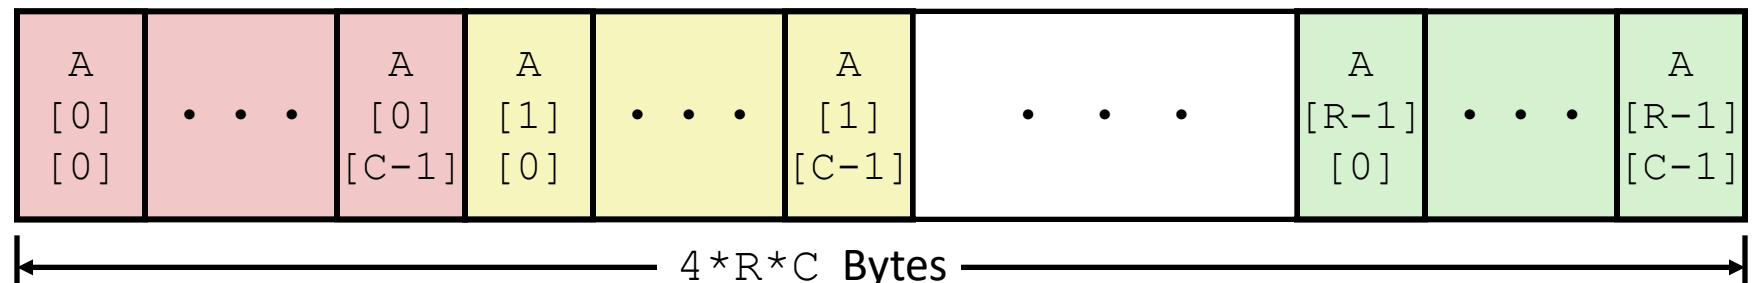 A A A A A A
[0] • • • [0] [1] • • • [1] • • • [R-1] • • • [R-1]
[0] [C-1] [0] [C-1] [0] [C-1]
4*R*C Bytes